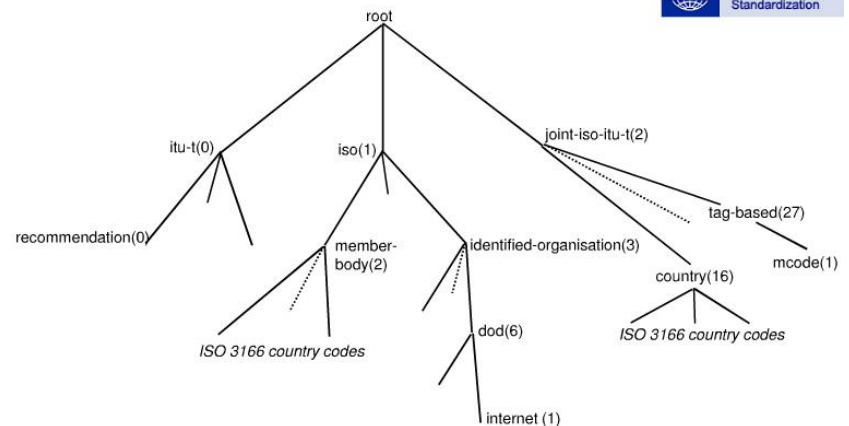 Standardization
root
joint-iso-itu-t(2)
itu-t(0)
iso(1)
tag-based(27)
recommendation(0)
member-
body(2)
identified-organisation(3)
mcode(1)
country(16)
dod(6)
ISO 3166 country codes
ISO 3166 country codes
internet (1)